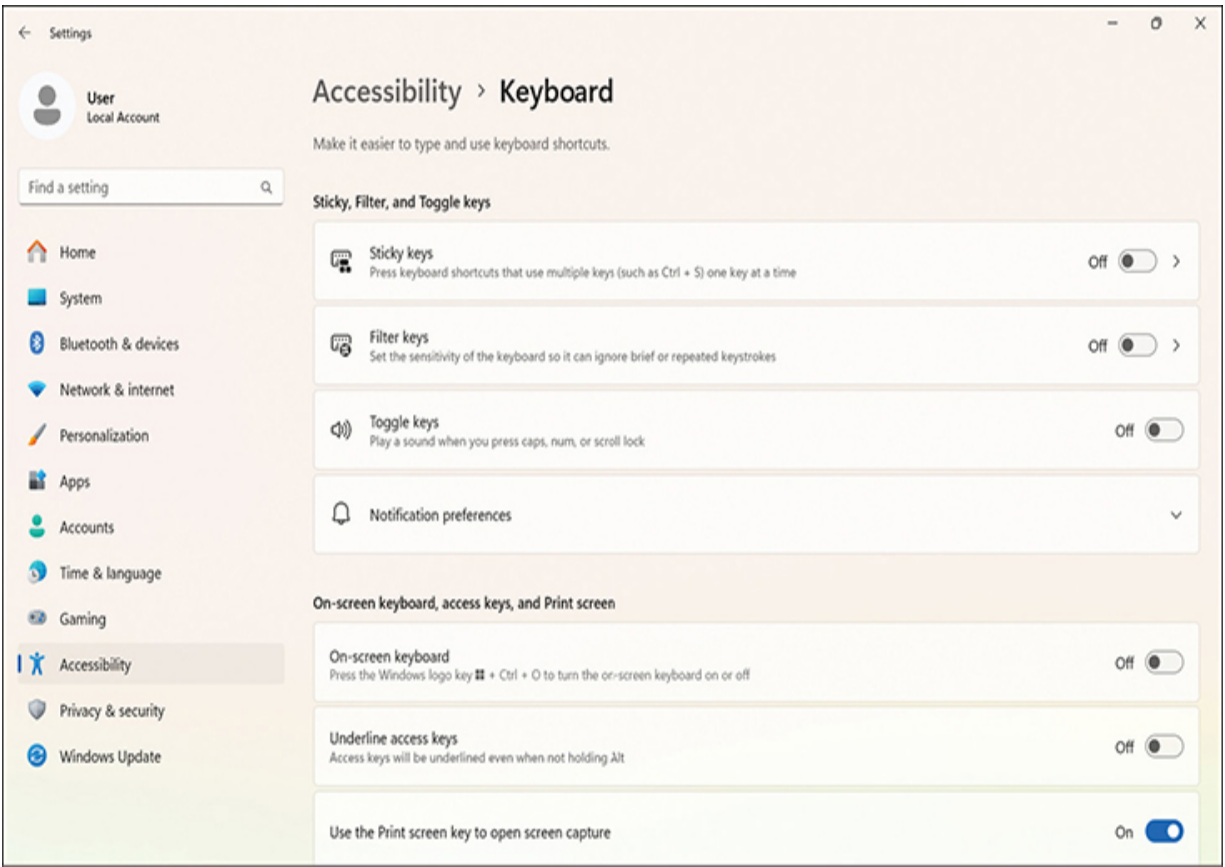 Settings
User
Local Account
Find a setting
Home
System
Bluetooth & devices
Network & internet
Personalization
Apps
Accounts
Time & language
Gaming
Accessibility
Privacy & security
Windows Update
Accessibility › Keyboard
Make it easier to type and use keyboard shortcuts.
Sticky, Filter, and Toggle keys
Sticky keys
Press keyboard shortcuts that use multiple keys (such as Ctrl + S) one key at a time
Off
Filter keys
Set the sensitivity of the keyboard so it can ignore brief or repeated keystrokes
Off
Toggle keys
Play a sound when you press caps, num, or scroll lock
Off
Notification preferences
On-screen keyboard, access keys, and Print screen
On-screen keyboard
Press the Windows logo key + Ctrl + O to turn the on-screen keyboard on or off
Off
Underline access keys
Access keys will be underlined even when not holding Alt
Off
Use the Print screen key to open screen capture
On